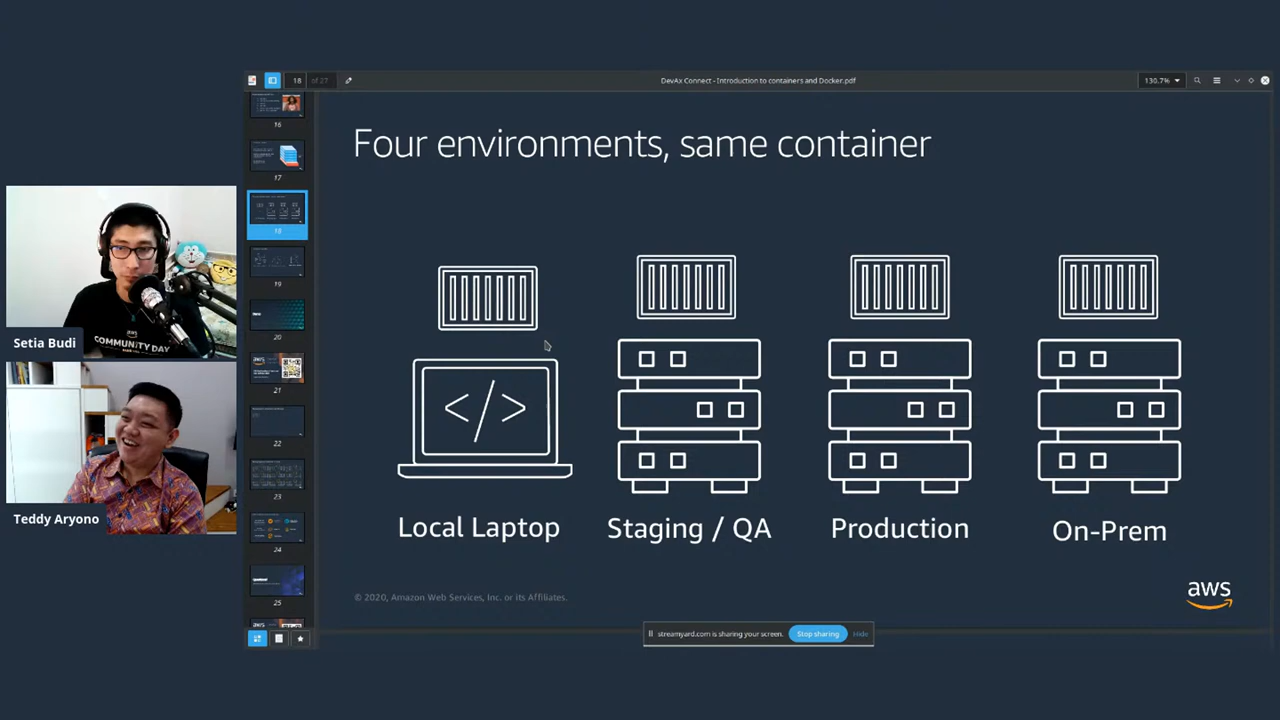 18 of 27
DevAx Connect - Introduction to containers and Docker.pdf
130.7%
16
17
18
19
20
21
22
23
24
25
Four environments, same container
Local Laptop
Staging / QA
Production
On-Prem
© 2020, Amazon Web Services, Inc. or its Affiliates.
aws
streamyard.com is sharing your screen.
Stop sharing
Hide
COMMUNITY DAY
Setia Budi
Teddy Aryono